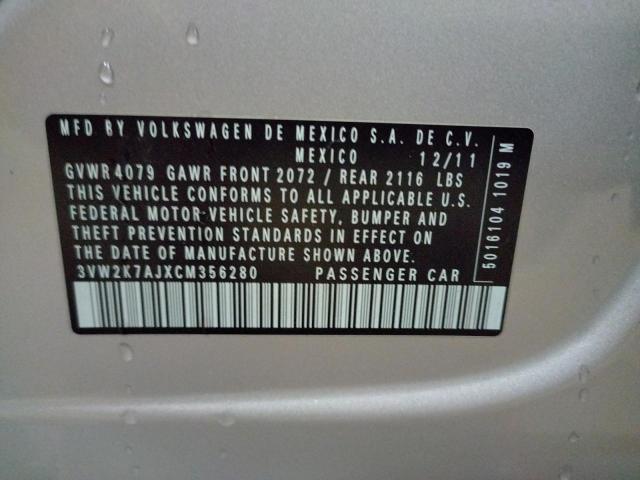 MFD BY VOLKSWAGEN DE MEXICO S.A. DE C.V.
MEXICO 12/11
GVWR 4079 GAWR FRONT 2072 / REAR 2116 LBS
THIS VEHICLE CONFORMS TO ALL APPLICABLE U.S.
FEDERAL MOTOR-VEHICLE SAFETY, BUMPER AND
THEFT PREVENTION STANDARDS IN EFFECT ON
THE DATE OF MANUFACTURE SHOWN ABOVE.
3VW2K7AJXCM356280 PASSENGER CAR
5016104 1019 M